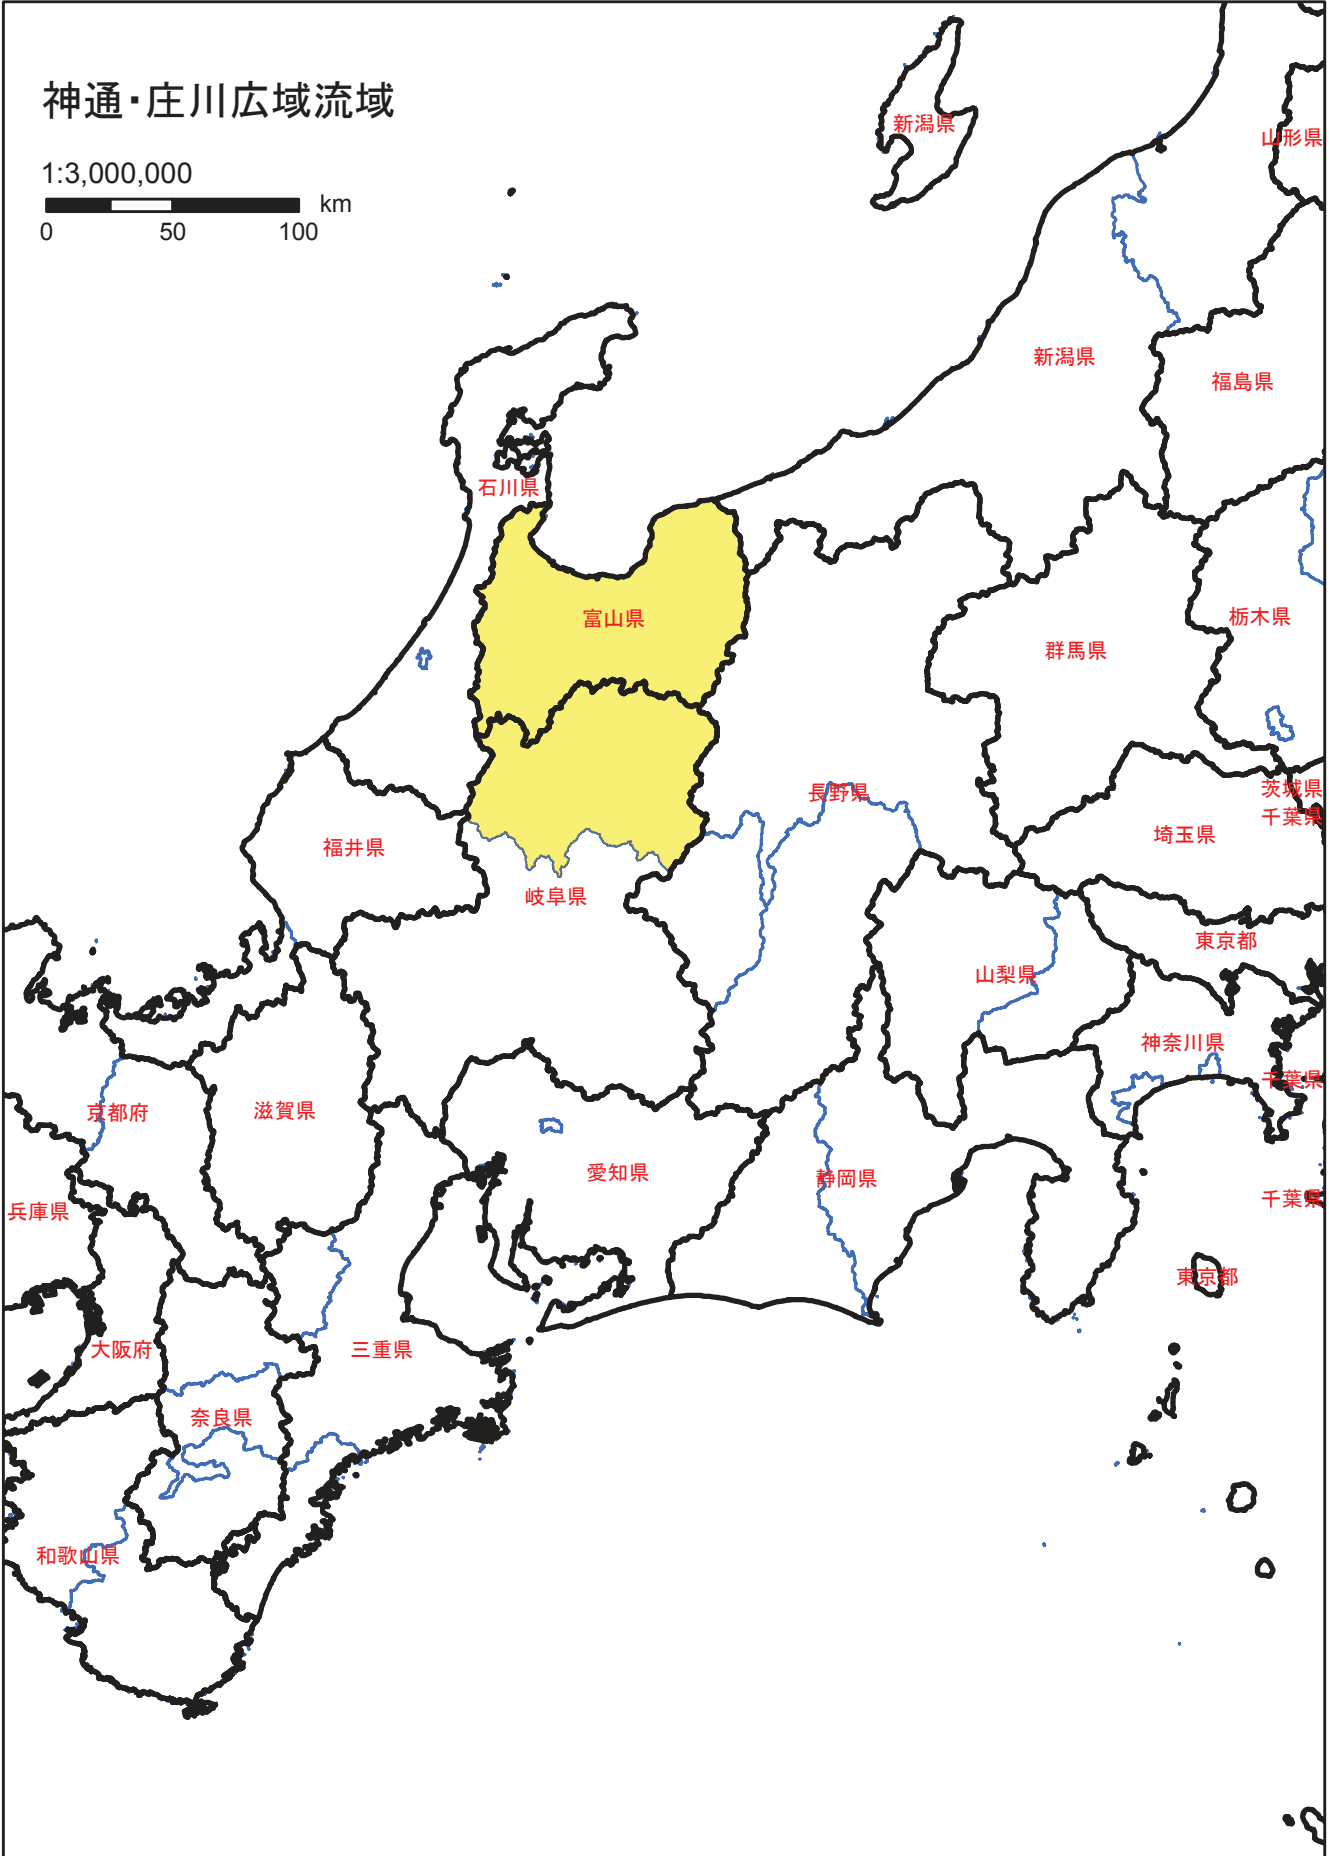 神通・庄川広域流域
1:3,000,000
km
0 50 100
新潟県
山形県
新潟県
福島県
石川県
富山県
栃木県
群馬県
長野県
茨城県
千葉県
埼玉県
福井県
岐阜県
東京都
山梨県
神奈川県
千葉県
京都府
滋賀県
愛知県
静岡県
千葉県
兵庫県
東京都
大阪府
三重県
奈良県
和歌山県